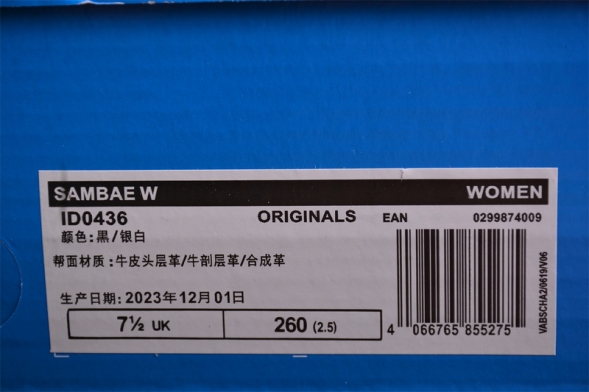 SAMBAE W WOMEN
ID0436 ORIGINALS EAN 0299874009
颜色:黑/银白
帮面材质:牛皮头层革/牛剖层革/合成革
生产日期:2023年12月01日
7½ UK 260 (2.5)
4 066765 855275
VABSCHA2/0619/V06